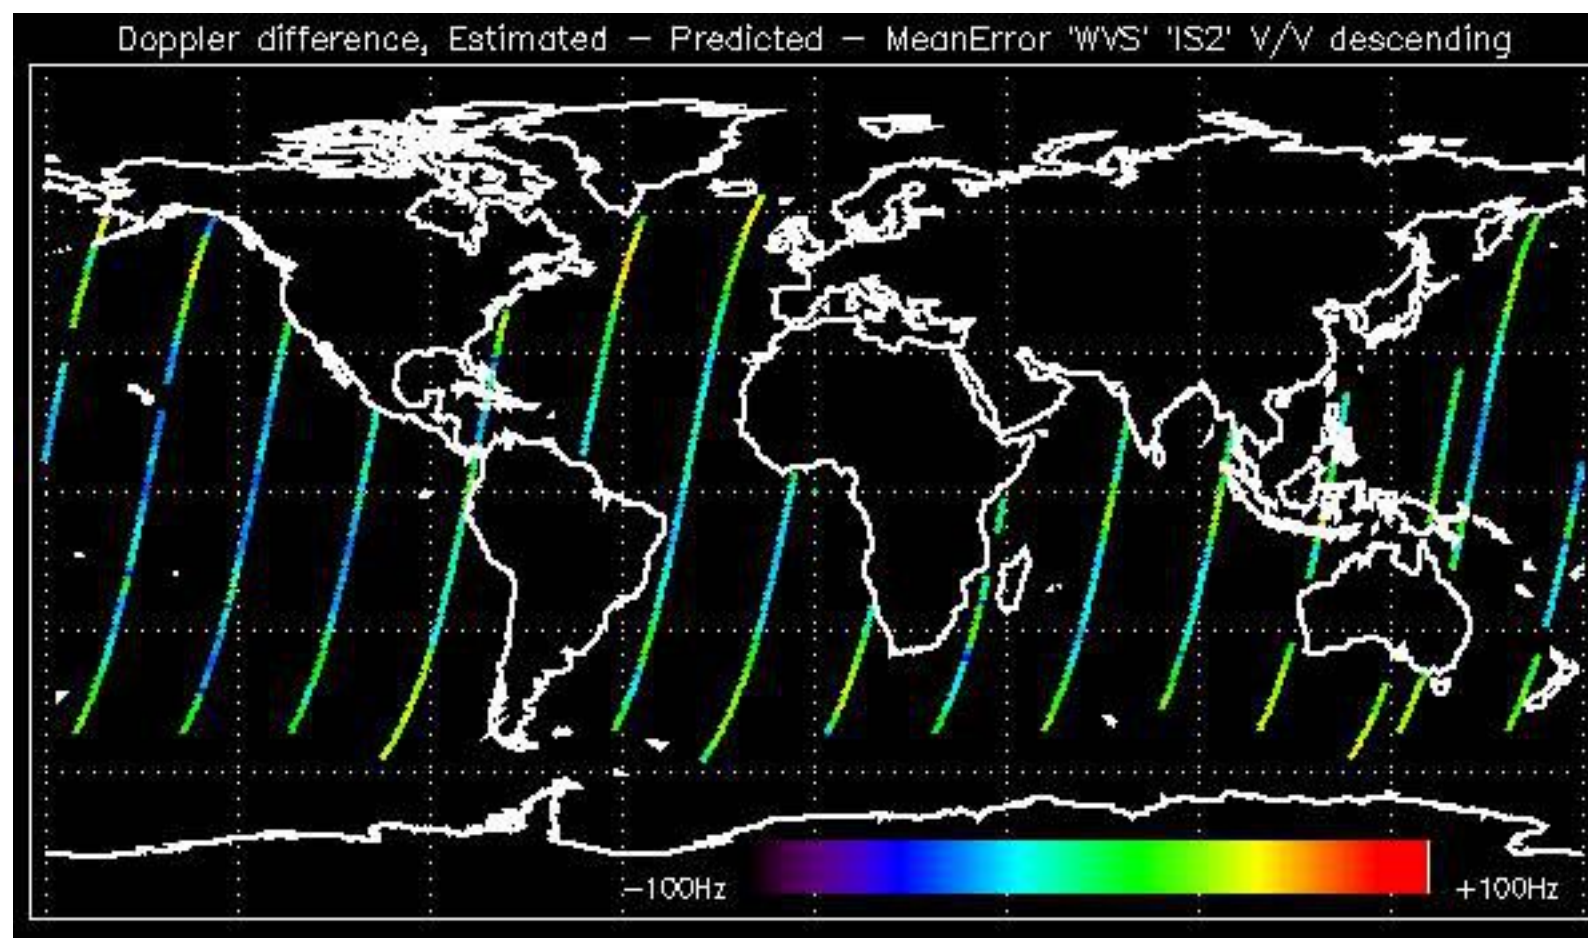 Doppler difference, Estimated – Predicted – MeanError 'WVS' 'IS2' V/V descending
–100Hz +100Hz